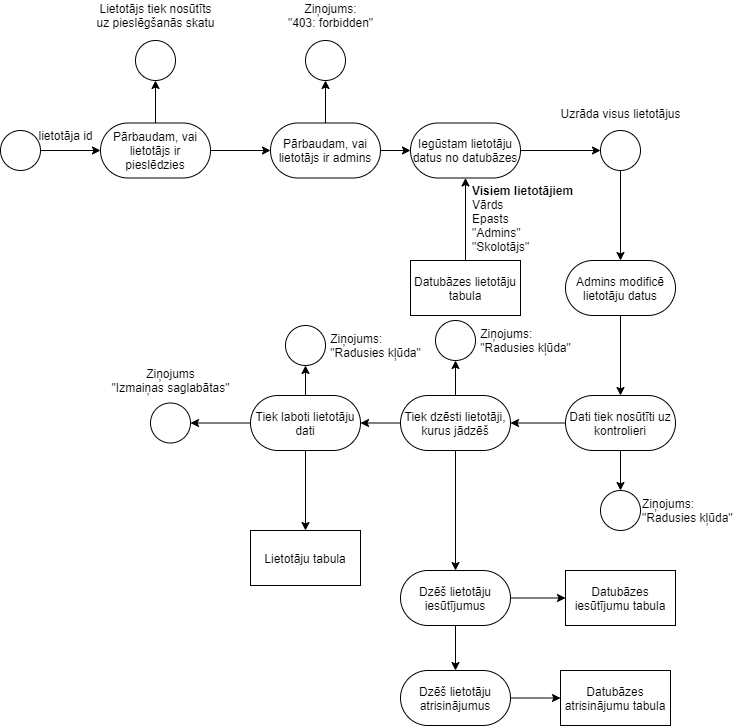 Lietotājs tiek nosūtīts
uz pieslēgšanās skatu
Ziņojums:
"403: forbidden"
lietotāja id
Pārbaudam, vai
lietotājs ir
pieslēdzies
Pārbaudam, vai
lietotājs ir admins
Iegūstam lietotāju
datus no datubāzes
Uzrāda visus lietotājus
Visiem lietotājiem
Vārds
Epasts
"Admins"
"Skolotājs"
Datubāzes lietotāju
tabula
Admins modificē
lietotāju datus
Ziņojums:
"Radusies kļūda"
Ziņojums:
"Radusies kļūda"
Ziņojums
"Izmaiņas saglabātas"
Tiek laboti lietotāju
dati
Tiek dzēsti lietotāji,
kurus jādzēš
Dati tiek nosūtīti uz
kontrolieri
Ziņojums:
"Radusies kļūda"
Lietotāju tabula
Dzēš lietotāju
iesūtījumus
Datubāzes
iesūtījumu tabula
Dzēš lietotāju
atrisinājumus
Datubāzes
atrisinājumu tabula